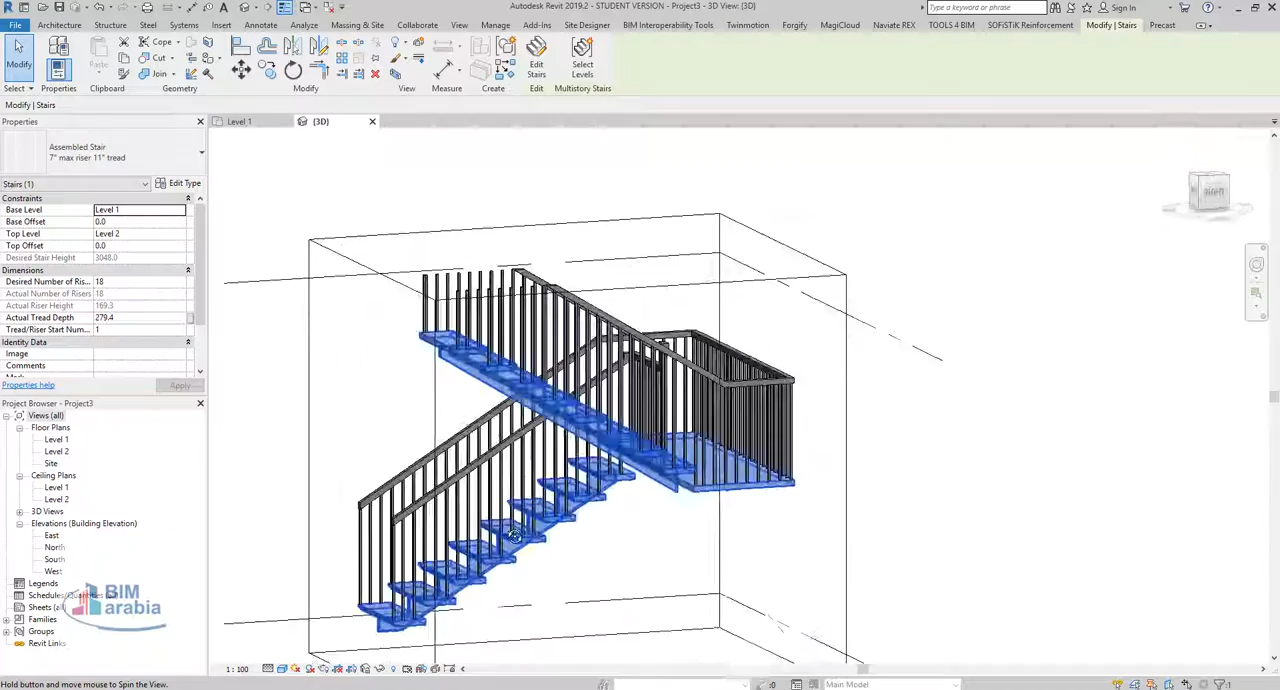 Autodesk Revit 2019.2 - STUDENT VERSION - Project3 - 3D View: {3D}
Type a keyword or phrase
Sign In
File
Architecture
Structure
Steel
Systems
Insert
Annotate
Analyze
Massing & Site
Collaborate
View
Manage
Add-Ins
Site Designer
BIM Interoperability Tools
Twinmotion
Forgify
MagiCloud
Naviate REX
TOOLS 4 BIM
SOFiSTiK Reinforcement
Modify | Stairs
Precast
Modify
Paste
Cope
Cut
Join
Edit
Stairs
Select
Levels
Select
Properties
Clipboard
Geometry
Modify
View
Measure
Create
Edit
Multistory Stairs
Modify | Stairs
Properties
Level 1
{3D}
Assembled Stair
7" max riser 11" tread
Stairs (1)
Edit Type
Constraints
Base Level Level 1
Base Offset 0.0
Top Level Level 2
Top Offset 0.0
Desired Stair Height 3048.0
Dimensions
Desired Number of Ris... 18
Actual Number of Risers 18
Actual Riser Height 169.3
Actual Tread Depth 279.4
Tread/Riser Start Num... 1
Identity Data
Image
Comments
Properties help
Apply
Project Browser - Project3
Views (all)
Floor Plans
Level 1
Level 2
Site
Ceiling Plans
Level 1
Level 2
3D Views
Elevations (Building Elevation)
East
North
South
West
Legends
Schedules/Quantities
Sheets (all
Families
Groups
Revit Links
BIM
arabia
1 : 100
Hold button and move mouse to Spin the View.
:0
Main Model
:1